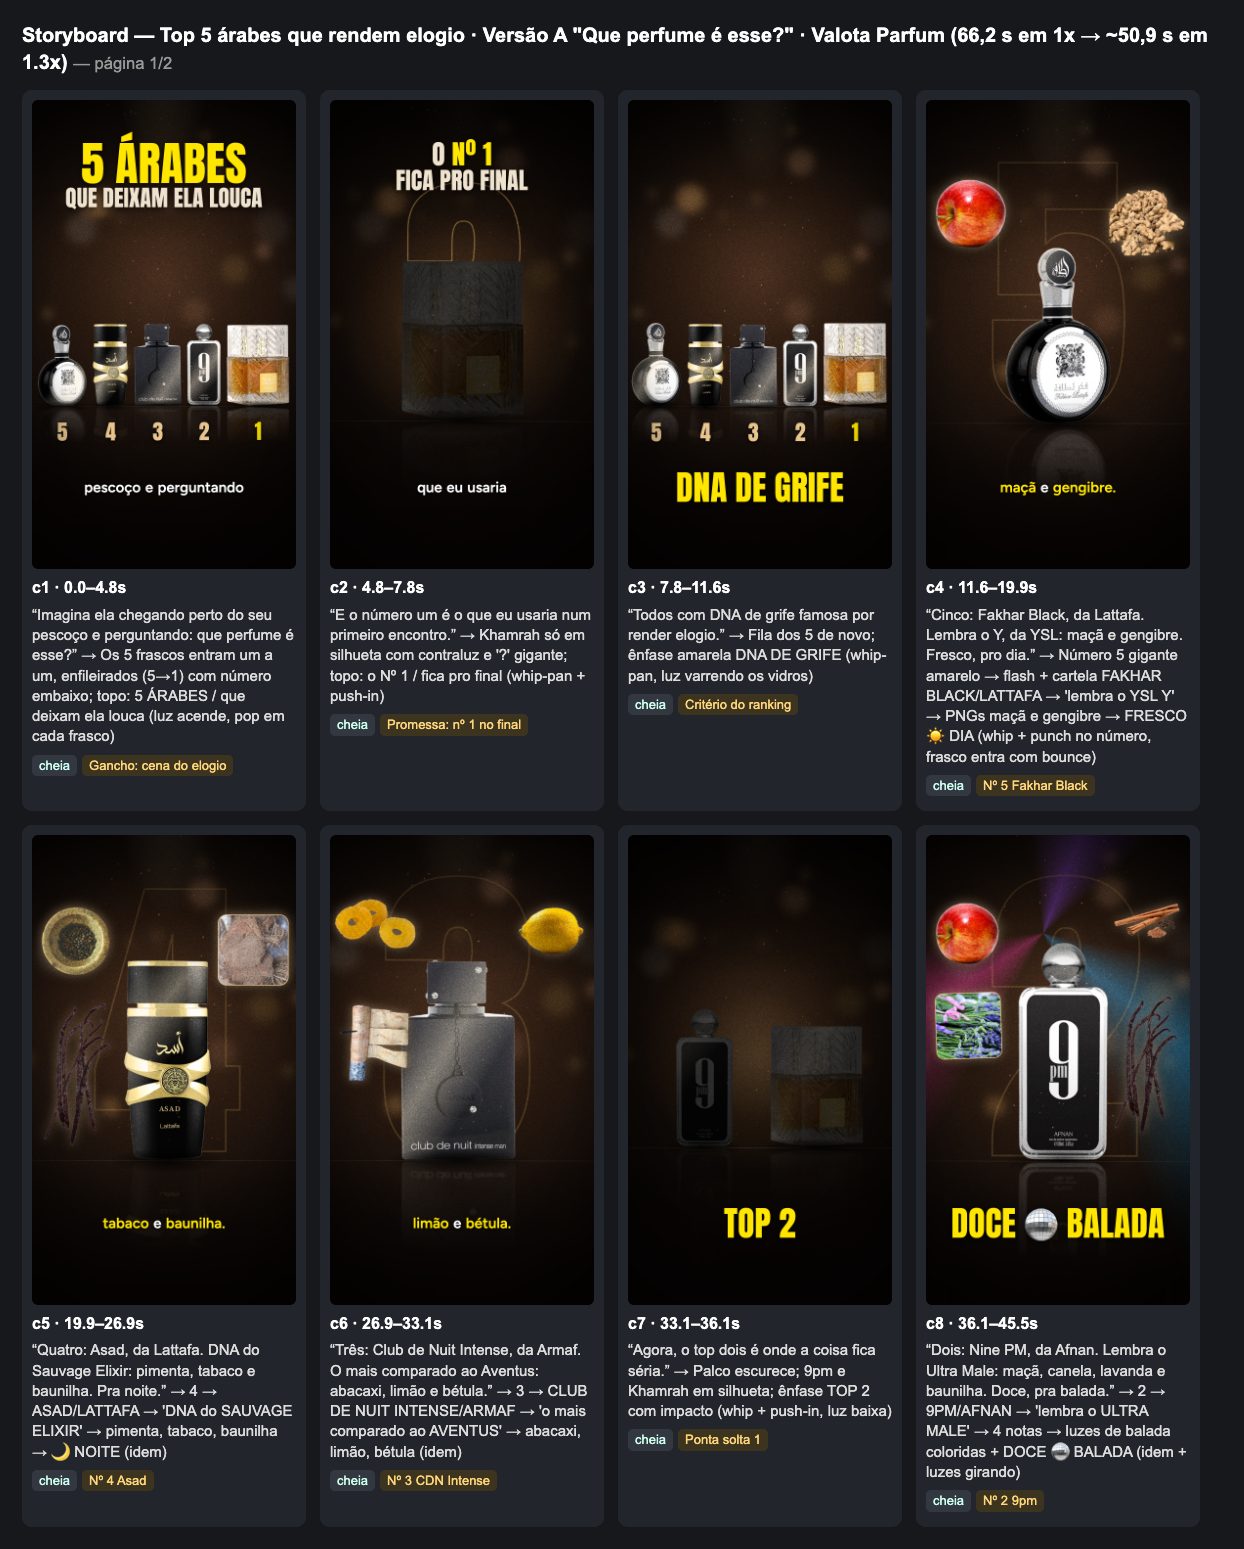 Storyboard — Top 5 árabes que rendem elogio · Versão A "Que perfume é esse?" · Valota Parfum (66,2 s em 1x → ~50,9 s em
1.3x) — página 1/2
5 ÁRABES
QUE DEIXAM ELA LOUCA
9
5 4 3 2 1
pescoço e perguntando
c1 · 0.0–4.8s
“Imagina ela chegando perto do seu
pescoço e perguntando: que perfume é
esse?” → Os 5 frascos entram um a
um, enfileirados (5→1) com número
embaixo; topo: 5 ÁRABES / que
deixam ela louca (luz acende, pop em
cada frasco)
cheia Gancho: cena do elogio
O Nº 1
FICA PRO FINAL
que eu usaria
c2 · 4.8–7.8s
“E o número um é o que eu usaria num
primeiro encontro.” → Khamrah só em
silhueta com contraluz e '?' gigante;
topo: o Nº 1 / fica pro final (whip-pan +
push-in)
cheia Promessa: nº 1 no final
9
5 4 3 2 1
DNA DE GRIFE
c3 · 7.8–11.6s
“Todos com DNA de grife famosa por
render elogio.” → Fila dos 5 de novo;
ênfase amarela DNA DE GRIFE (whip-
pan, luz varrendo os vidros)
cheia Critério do ranking
5
maçã e gengibre.
c4 · 11.6–19.9s
“Cinco: Fakhar Black, da Lattafa.
Lembra o Y, da YSL: maçã e gengibre.
Fresco, pro dia.” → Número 5 gigante
amarelo → flash + cartela FAKHAR
BLACK/LATTAFA → 'lembra o YSL Y'
→ PNGs maçã e gengibre → FRESCO
☀️ DIA (whip + punch no número,
frasco entra com bounce)
cheia Nº 5 Fakhar Black
4
أسد
ASAD
Lattafa
tabaco e baunilha.
c5 · 19.9–26.9s
“Quatro: Asad, da Lattafa. DNA do
Sauvage Elixir: pimenta, tabaco e
baunilha. Pra noite.” → 4 →
ASAD/LATTAFA → 'DNA do SAUVAGE
ELIXIR' → pimenta, tabaco, baunilha
→ 🌙 NOITE (idem)
cheia Nº 4 Asad
3
club de nuit intense man
limão e bétula.
c6 · 26.9–33.1s
“Três: Club de Nuit Intense, da Armaf.
O mais comparado ao Aventus:
abacaxi, limão e bétula.” → 3 → CLUB
DE NUIT INTENSE/ARMAF → 'o mais
comparado ao AVENTUS' → abacaxi,
limão, bétula (idem)
cheia Nº 3 CDN Intense
9
pm
TOP 2
c7 · 33.1–36.1s
“Agora, o top dois é onde a coisa fica
séria.” → Palco escurece; 9pm e
Khamrah em silhueta; ênfase TOP 2
com impacto (whip + push-in, luz baixa)
cheia Ponta solta 1
2
9
pm
AFNAN
DOCE 🪩 BALADA
c8 · 36.1–45.5s
“Dois: Nine PM, da Afnan. Lembra o
Ultra Male: maçã, canela, lavanda e
baunilha. Doce, pra balada.” → 2 →
9PM/AFNAN → 'lembra o ULTRA
MALE' → 4 notas → luzes de balada
coloridas + DOCE 🪩 BALADA (idem +
luzes girando)
cheia Nº 2 9pm